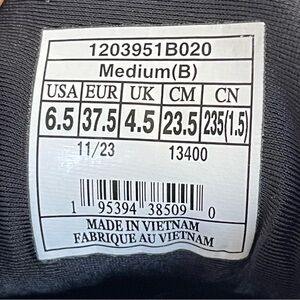 1203951B020
Medium(B)
USA EUR UK CM CN
6.5 37.5 4.5 23.5 235(1.5)
11/23 13400
1 95394 38509 0
MADE IN VIETNAM
FABRIQUE AU VIETNAM